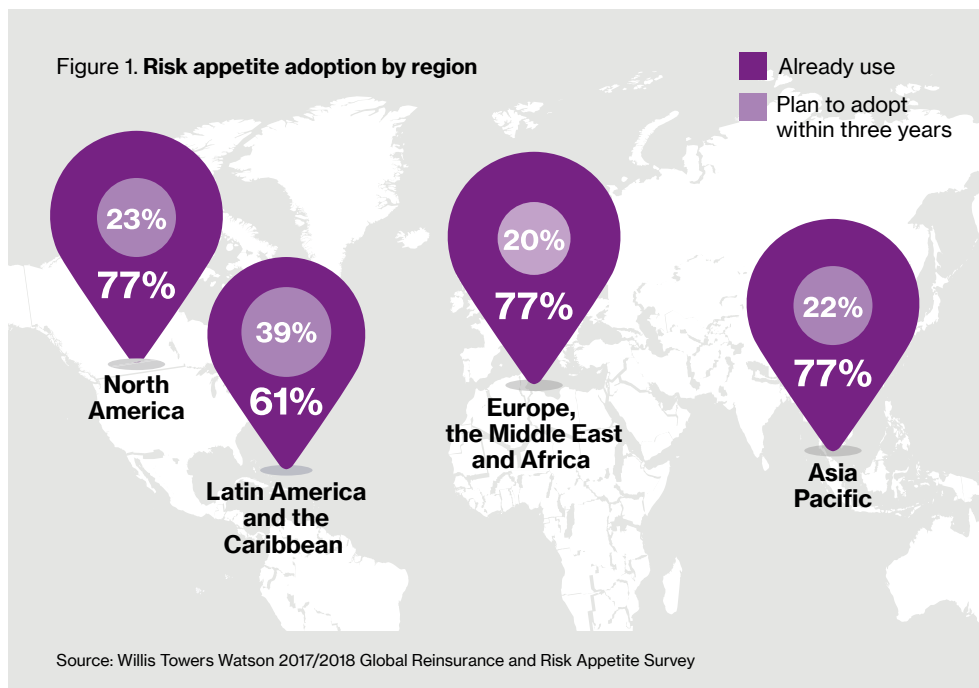 Figure 1. Risk appetite adoption by region
Already use
Plan to adopt
within three years
23%
77%
North
America
39%
61%
Latin America
and the
Caribbean
20%
77%
Europe,
the Middle East
and Africa
22%
77%
Asia
Pacific
Source: Willis Towers Watson 2017/2018 Global Reinsurance and Risk Appetite Survey